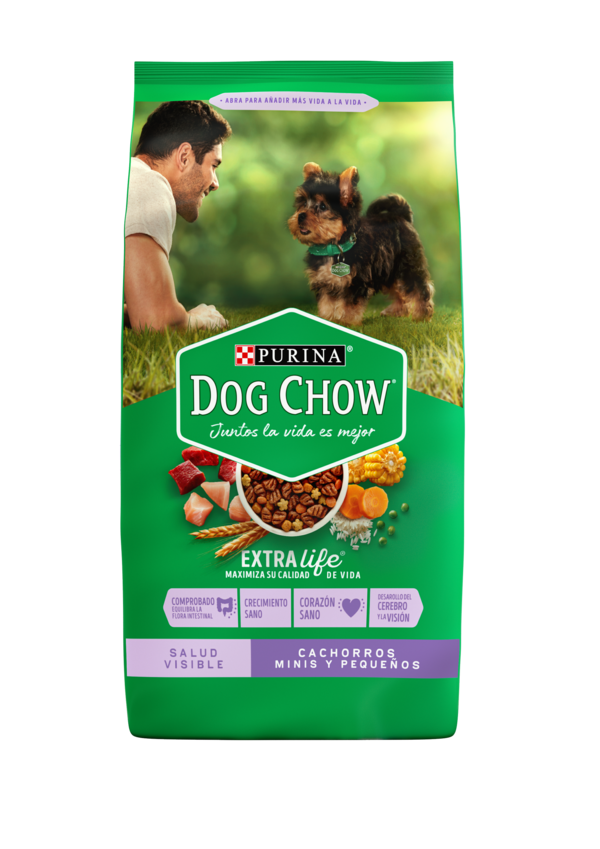 • ABRA PARA AÑADIR MÁS VIDA A LA VIDA •
PURINA®
DOG CHOW®
Juntos la vida es mejor
EXTRA life®
MAXIMIZA SU CALIDAD DE VIDA
COMPROBADO
EQUILIBRA LA
FLORA INTESTINAL
CRECIMIENTO
SANO
CORAZÓN
SANO
DESAROLLO DEL
CEREBRO
Y LA VISIÓN
SALUD
VISIBLE
CACHORROS
MINIS Y PEQUEÑOS